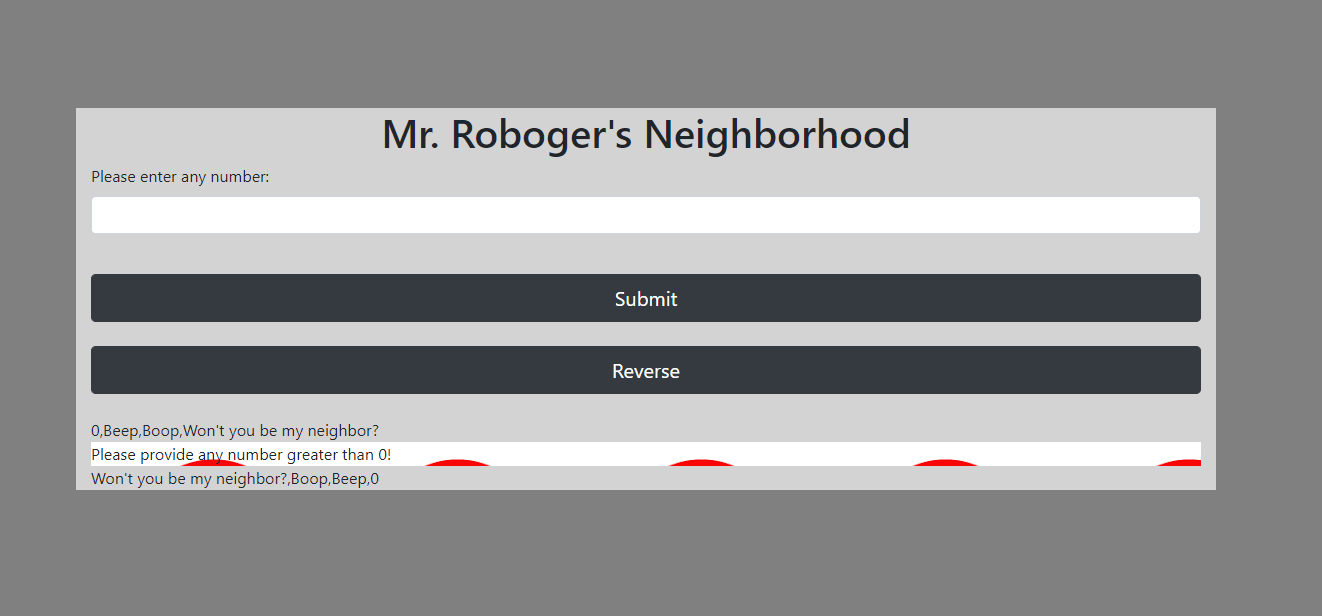 Mr. Roboger's Neighborhood
Please enter any number:
Submit
Reverse
0,Beep,Boop,Won't you be my neighbor?
Please provide any number greater than 0!
Won't you be my neighbor?,Boop,Beep,0